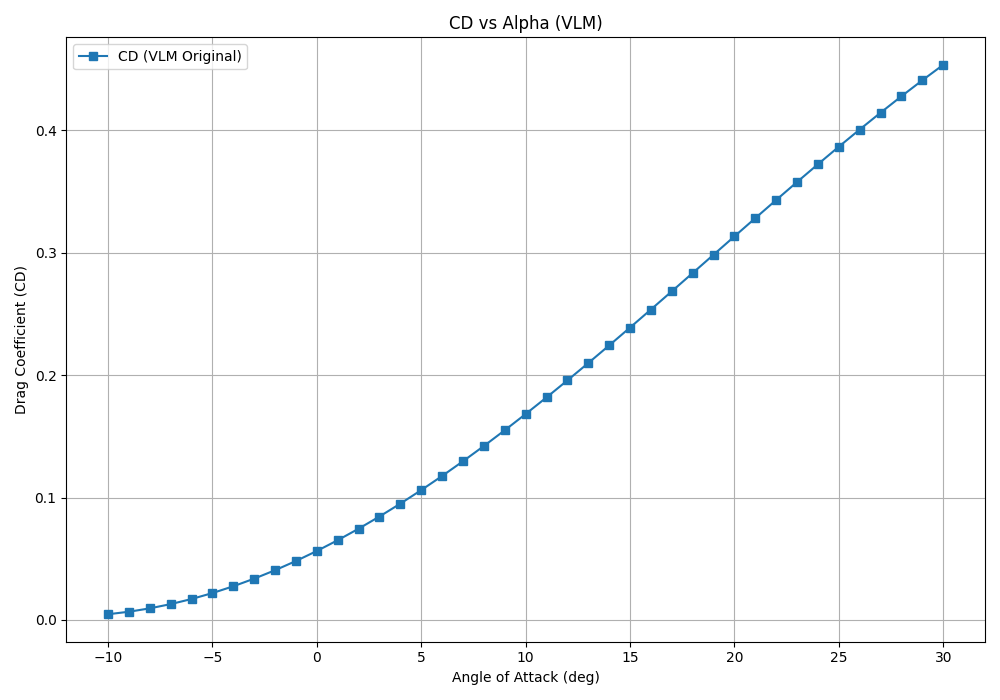 CD vs Alpha (VLM)
CD (VLM Original)
Drag Coefficient (CD)
0.4
0.3
0.2
0.1
0.0
−10 −5 0 5 10 15 20 25 30
Angle of Attack (deg)